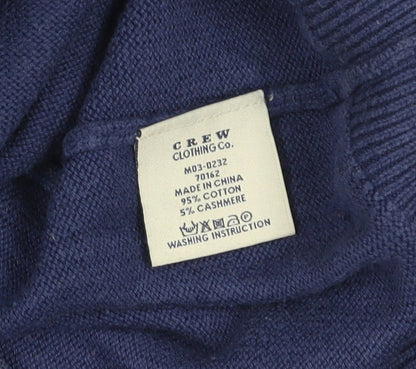 CREW
CLOTHING Co.
M03-0232
70162
MADE IN CHINA
95% COTTON
5% CASHMERE
WASHING INSTRUCTION